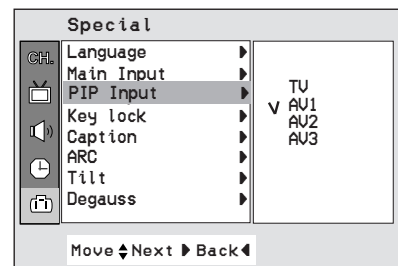 Special
CH.
Language
Main Input
PIP Input
Key lock
Caption
ARC
Tilt
Degauss
TV
AV1
AV2
AV3
Move Next Back